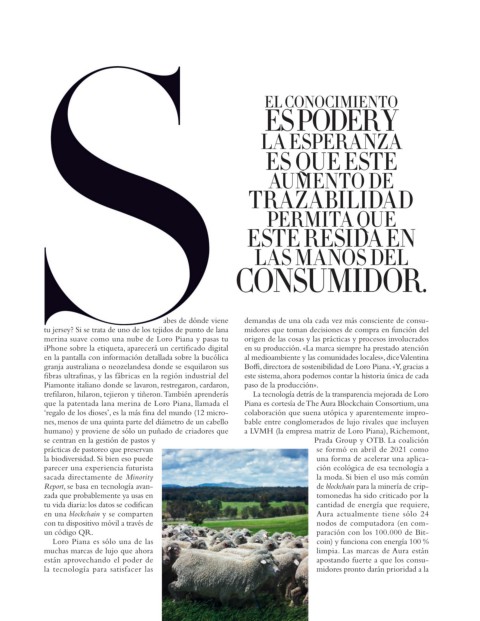 S
EL CONOCIMIENTO
ES PODER Y
LA ESPERANZA
ES QUE ESTE
AUMENTO DE
TRAZABILIDAD
PERMITA QUE
ESTE RESIDA EN
LAS MANOS DEL
CONSUMIDOR.
abes de dónde viene
tu jersey? Si se trata de uno de los tejidos de punto de lana
merina suave como una nube de Loro Piana y pasas tu
iPhone sobre la etiqueta, aparecerá un certificado digital
en la pantalla con información detallada sobre la bucólica
granja australiana o neozelandesa donde se esquilaron sus
fibras ultrafinas, y las fábricas en la región industrial del
Piamonte italiano donde se lavaron, restregaron, cardaron,
trefilaron, hilaron, tejieron y tiñeron. También aprenderás
que la patentada lana merina de Loro Piana, llamada el
'regalo de los dioses', es la más fina del mundo (12 micro-
nes, menos de una quinta parte del diámetro de un cabello
humano) y proviene de sólo un puñado de criadores que
se centran en la gestión de pastos y
prácticas de pastoreo que preservan
la biodiversidad. Si bien eso puede
parecer una experiencia futurista
sacada directamente de Minority
Report, se basa en tecnología avan-
zada que probablemente ya usas en
tu vida diaria: los datos se codifican
en una blockchain y se comparten
con tu dispositivo móvil a través de
un código QR.
Loro Piana es sólo una de las
muchas marcas de lujo que ahora
están aprovechando el poder de
la tecnología para satisfacer las
demandas de una ola cada vez más consciente de consu-
midores que toman decisiones de compra en función del
origen de las cosas y las prácticas y procesos involucrados
en su producción. «La marca siempre ha prestado atención
al medioambiente y las comunidades locales», dice Valentina
Boffi, directora de sostenibilidad de Loro Piana. «Y, gracias a
este sistema, ahora podemos contar la historia única de cada
paso de la producción».
La tecnología detrás de la transparencia mejorada de Loro
Piana es cortesía de The Aura Blockchain Consortium, una
colaboración que suena utópica y aparentemente impro-
bable entre conglomerados de lujo rivales que incluyen
a LVMH (la empresa matriz de Loro Piana), Richemont,
Prada Group y OTB. La coalición
se formó en abril de 2021 como
una forma de acelerar una aplica-
ción ecológica de esa tecnología a
la moda. Si bien el uso más común
de blockchain para la minería de crip-
tomonedas ha sido criticado por la
cantidad de energía que requiere,
Aura actualmente tiene sólo 24
nodos de computadora (en com-
paración con los 100.000 de Bit-
coin) y funciona con energía 100 %
limpia. Las marcas de Aura están
apostando fuerte a que los consu-
midores pronto darán prioridad a la